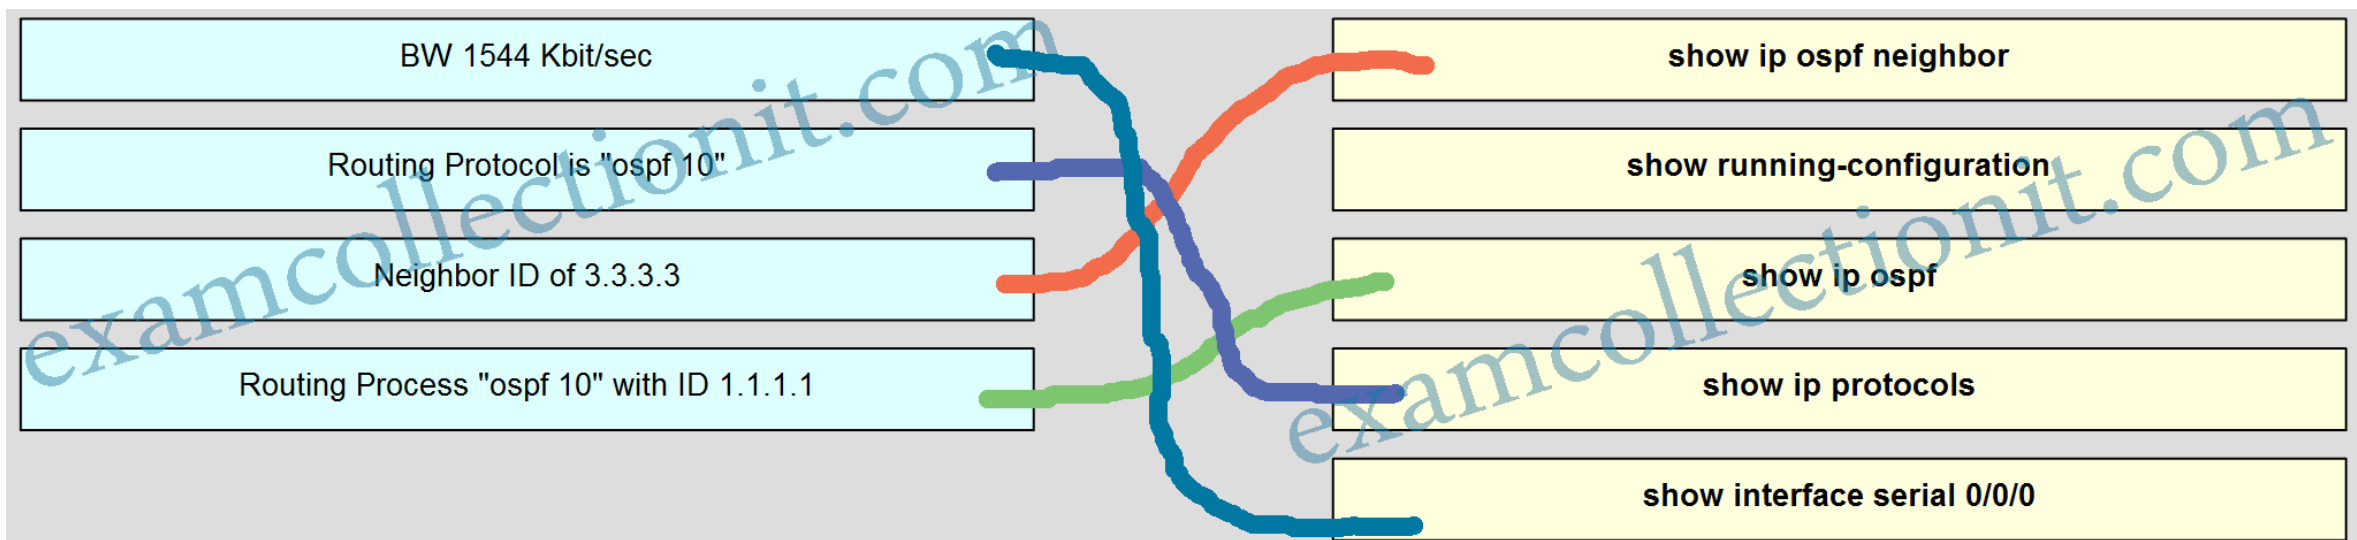 BW 1544 Kbit/sec
show ip ospf neighbor
Routing Protocol is "ospf 10"
show running-configuration
Neighbor ID of 3.3.3.3
show ip ospf
Routing Process "ospf 10" with ID 1.1.1.1
show ip protocols
show interface serial 0/0/0
examcollectionit.com
examcollectionit.com